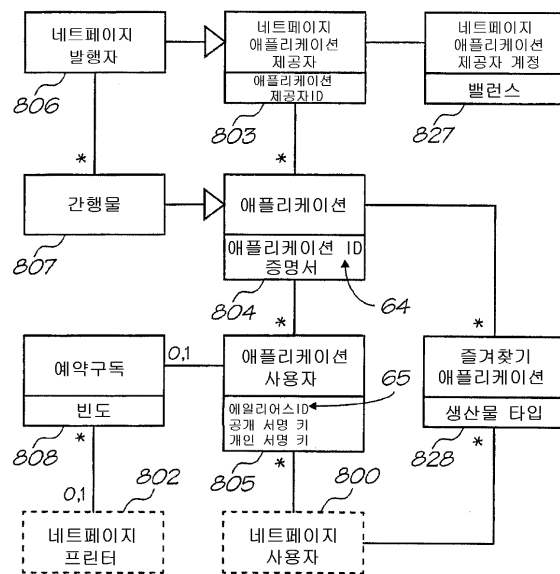 네트페이지
발행자
806
네트페이지
애플리케이션
제공자
애플리케이션
제공자ID
803
네트페이지
애플리케이션
제공자 계정
밸런스
827
*
*
간행물
807
애플리케이션
애플리케이션 ID
증명서
804
64
*
*
예약구독
빈도
808
0,1
애플리케이션
사용자
에일리어스ID
공개 서명 키
개인 서명 키
805
65
즐겨찾기
애플리케이션
생산물 타입
828
*
*
*
0,1
802
800
네트페이지
프린터
네트페이지
사용자